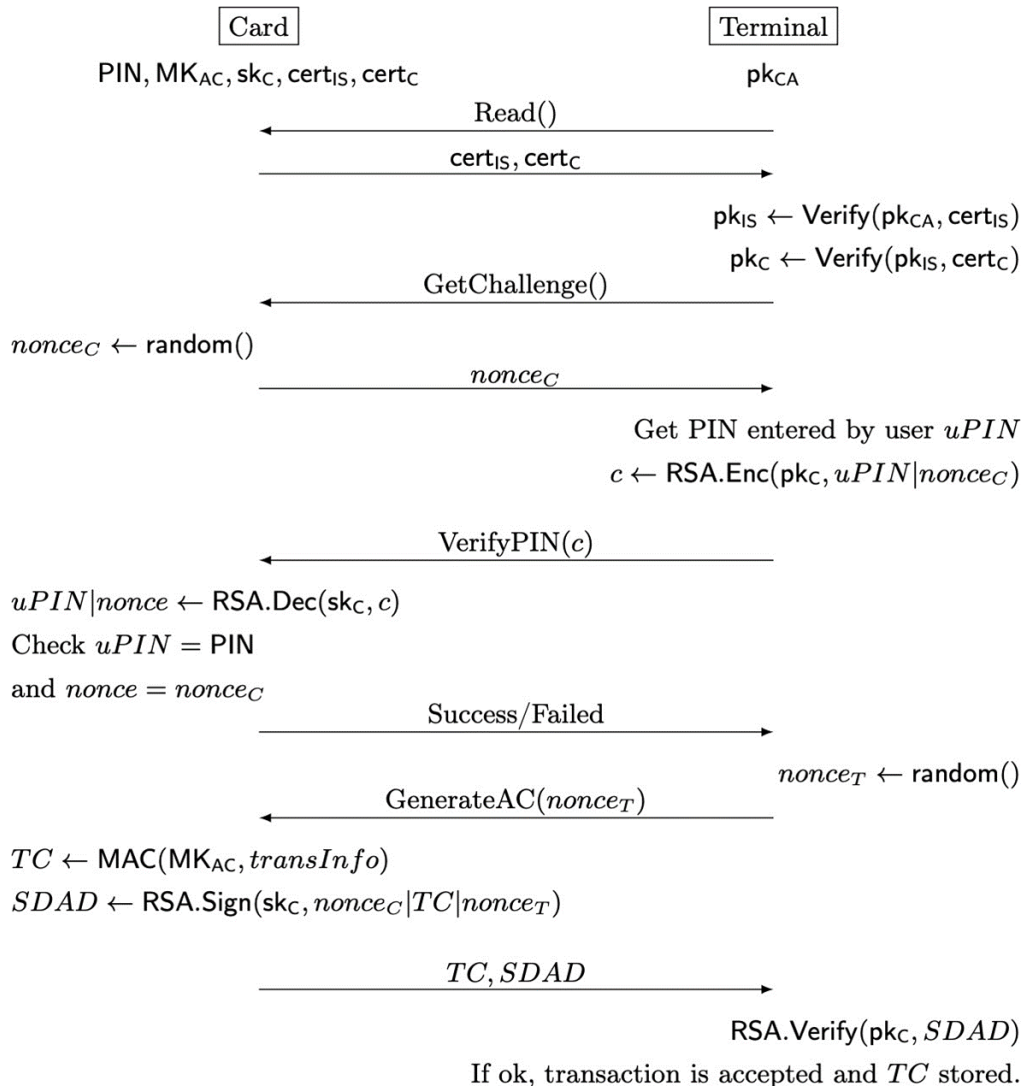 Card Terminal
PIN, MK_AC, sk_C, cert_IS, cert_C pk_CA
Read()
cert_IS, cert_C
pk_IS ← Verify(pk_CA, cert_IS)
pk_C ← Verify(pk_IS, cert_C)
GetChallenge()
nonce_C ← random()
nonce_C
Get PIN entered by user uPIN
c ← RSA.Enc(pk_C, uPIN|nonce_C)
VerifyPIN(c)
uPIN|nonce ← RSA.Dec(sk_C, c)
Check uPIN = PIN
and nonce = nonce_C
Success/Failed
nonce_T ← random()
GenerateAC(nonce_T)
TC ← MAC(MK_AC, transInfo)
SDAD ← RSA.Sign(sk_C, nonce_C|TC|nonce_T)
TC, SDAD
RSA.Verify(pk_C, SDAD)
If ok, transaction is accepted and TC stored.